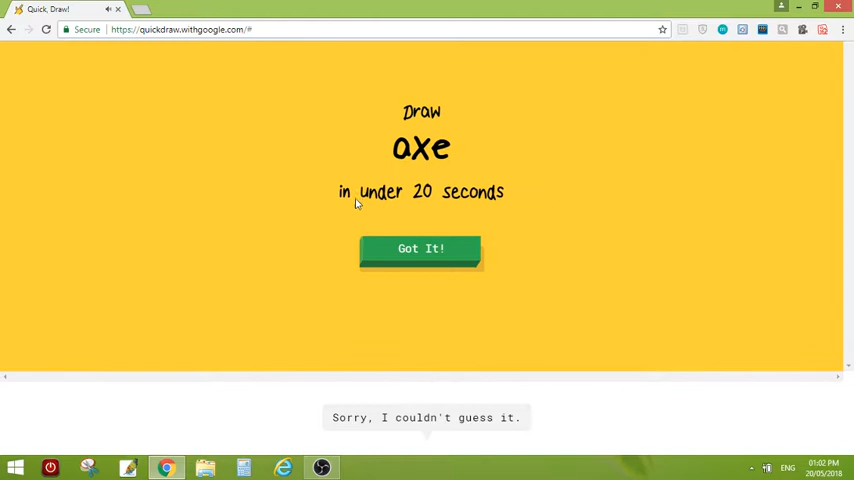 Quick, Draw!
Secure
https://quickdraw.withgoogle.com/#
Draw
axe
in under 20 seconds
Got It!
Sorry, I couldn't guess it.
ENG
01:02 PM
20/05/2018